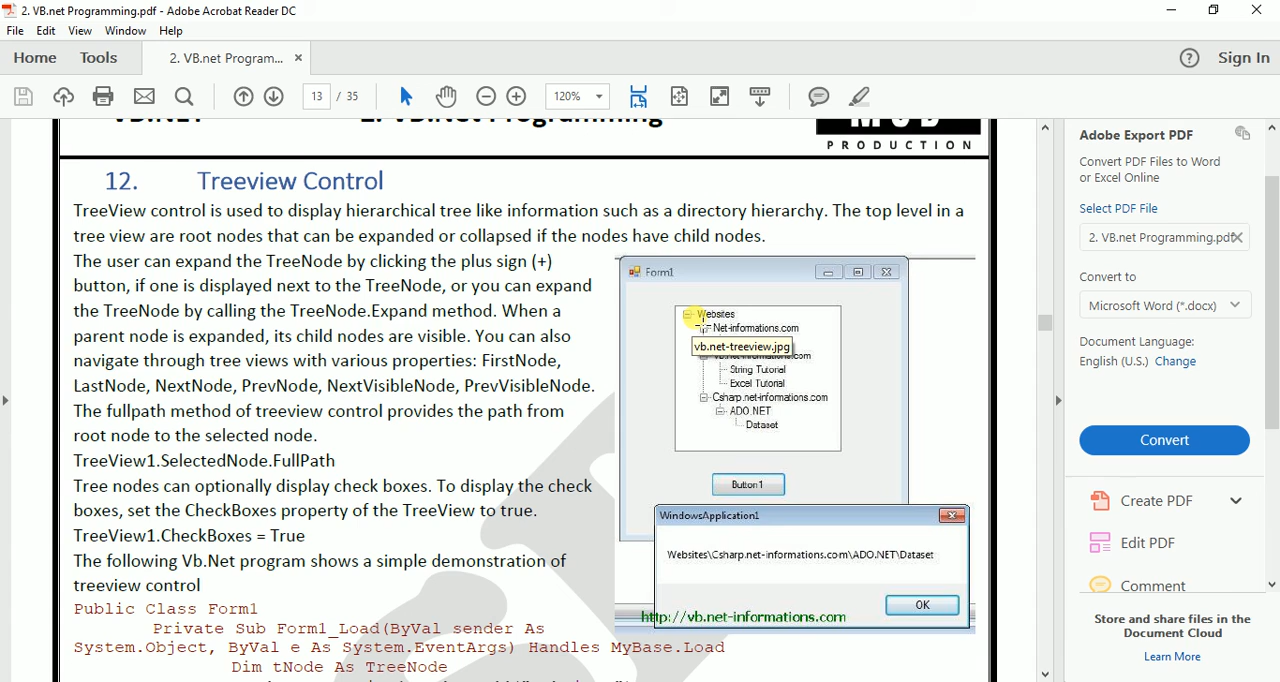 2. VB.net Programming.pdf - Adobe Acrobat Reader DC
File Edit View Window Help
Home Tools 2. VB.net Program... ×
Sign In
13 / 35 120%
2. VB.Net Programming
PRODUCTION
12. Treeview Control
TreeView control is used to display hierarchical tree like information such as a directory hierarchy. The top level in a
tree view are root nodes that can be expanded or collapsed if the nodes have child nodes.
The user can expand the TreeNode by clicking the plus sign (+)
button, if one is displayed next to the TreeNode, or you can expand
the TreeNode by calling the TreeNode.Expand method. When a
parent node is expanded, its child nodes are visible. You can also
navigate through tree views with various properties: FirstNode,
LastNode, NextNode, PrevNode, NextVisibleNode, PrevVisibleNode.
The fullpath method of treeview control provides the path from
root node to the selected node.
TreeView1.SelectedNode.FullPath
Tree nodes can optionally display check boxes. To display the check
boxes, set the CheckBoxes property of the TreeView to true.
TreeView1.CheckBoxes = True
The following Vb.Net program shows a simple demonstration of
treeview control
Public Class Form1
Private Sub Form1_Load(ByVal sender As
System.Object, ByVal e As System.EventArgs) Handles MyBase.Load
Dim tNode As TreeNode
Form1
Websites
Net-informations.com
vb.net-treeview.jpg
vb.net-informations.com
String Tutorial
Excel Tutorial
Csharp.net-informations.com
ADO.NET
Dataset
Button1
WindowsApplication1
Websites\Csharp.net-informations.com\ADO.NET\Dataset
OK
http://vb.net-informations.com
Adobe Export PDF
Convert PDF Files to Word
or Excel Online
Select PDF File
2. VB.net Programming.pdf
Convert to
Microsoft Word (*.docx)
Document Language:
English (U.S.) Change
Convert
Create PDF
Edit PDF
Comment
Store and share files in the
Document Cloud
Learn More